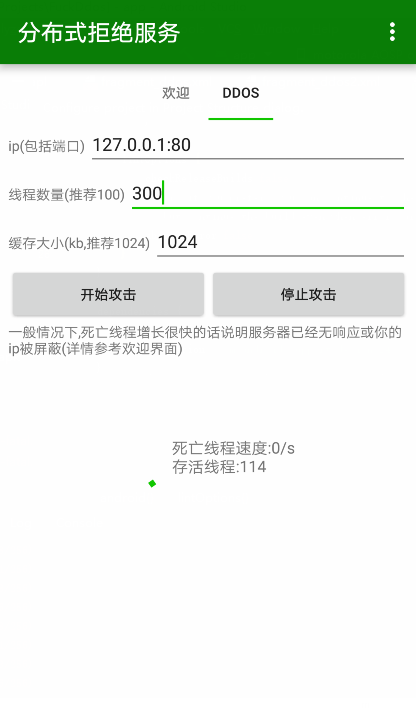 分布式拒绝服务
欢迎 DDOS
ip(包括端口) 127.0.0.1:80
线程数量(推荐100) 300
缓存大小(kb,推荐1024) 1024
开始攻击 停止攻击
一般情况下,死亡线程增长很快的话说明服务器已经无响应或你的
ip被屏蔽(详情参考欢迎界面)
死亡线程速度:0/s
存活线程:114